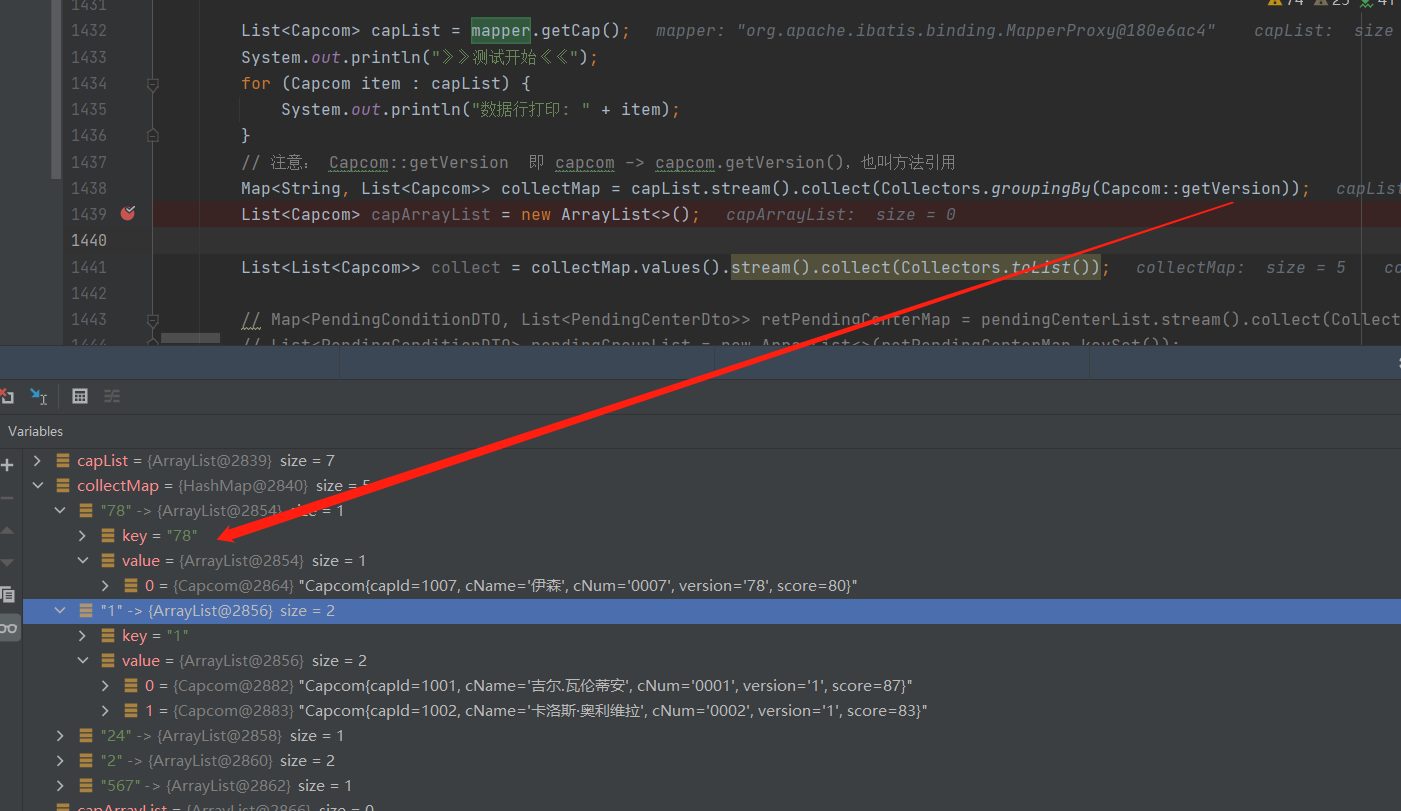 1431
74 25 41
1432 List<Capcom> capList = mapper.getCap(); mapper: "org.apache.ibatis.binding.MapperProxy@180e6ac4" capList: size
1433 System.out.println("》》测试开始《《");
1434 for (Capcom item : capList) {
1435 System.out.println("数据行打印: " + item);
1436 }
1437 // 注意： Capcom::getVersion 即 capcom -> capcom.getVersion()，也叫方法引用
1438 Map<String, List<Capcom>> collectMap = capList.stream().collect(Collectors.groupingBy(Capcom::getVersion)); capList
1439 List<Capcom> capArrayList = new ArrayList<>(); capArrayList: size = 0
1440
1441 List<List<Capcom>> collect = collectMap.values().stream().collect(Collectors.toList()); collectMap: size = 5 co
1442
1443 // Map<PendingConditionDTO, List<PendingCenterDto>> retPendingCenterMap = pendingCenterList.stream().collect(Collect
1444 // List<PendingConditionDTO> pendingGroupList = new ArrayList<>(retPendingCenterMap.keySet());
Variables
capList = {ArrayList@2839} size = 7
collectMap = {HashMap@2840} size = 5
"78" -> {ArrayList@2854} size = 1
key = "78"
value = {ArrayList@2854} size = 1
0 = {Capcom@2864} "Capcom{capId=1007, cName='伊森', cNum='0007', version='78', score=80}"
"1" -> {ArrayList@2856} size = 2
key = "1"
value = {ArrayList@2856} size = 2
0 = {Capcom@2882} "Capcom{capId=1001, cName='吉尔.瓦伦蒂安', cNum='0001', version='1', score=87}"
1 = {Capcom@2883} "Capcom{capId=1002, cName='卡洛斯·奥利维拉', cNum='0002', version='1', score=83}"
"24" -> {ArrayList@2858} size = 1
"2" -> {ArrayList@2860} size = 2
"567" -> {ArrayList@2862} size = 1
capArrayList = {ArrayList@2866} size = 0